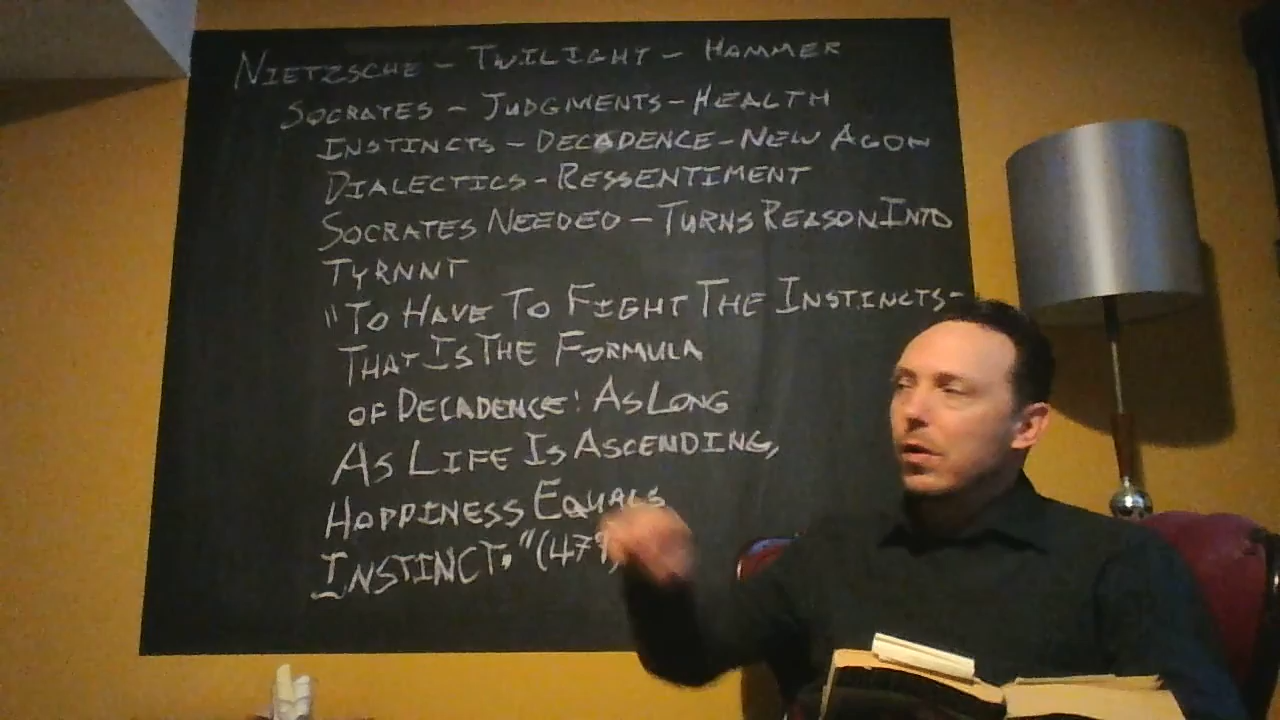 NIETZSCHE - TWILIGHT - HAMMER
SOCRATES - JUDGMENTS - HEALTH
INSTINCTS - DECADENCE - NEW AGON
DIALECTICS - RESSENTIMENT
SOCRATES NEEDED - TURNS REASON INTO
TYRNNT
"TO HAVE TO FIGHT THE INSTINCTS-
THAT IS THE FORMULA
OF DECADENCE: AS LONG
AS LIFE IS ASCENDING,
HAPPINESS EQUALS
INSTINCT."